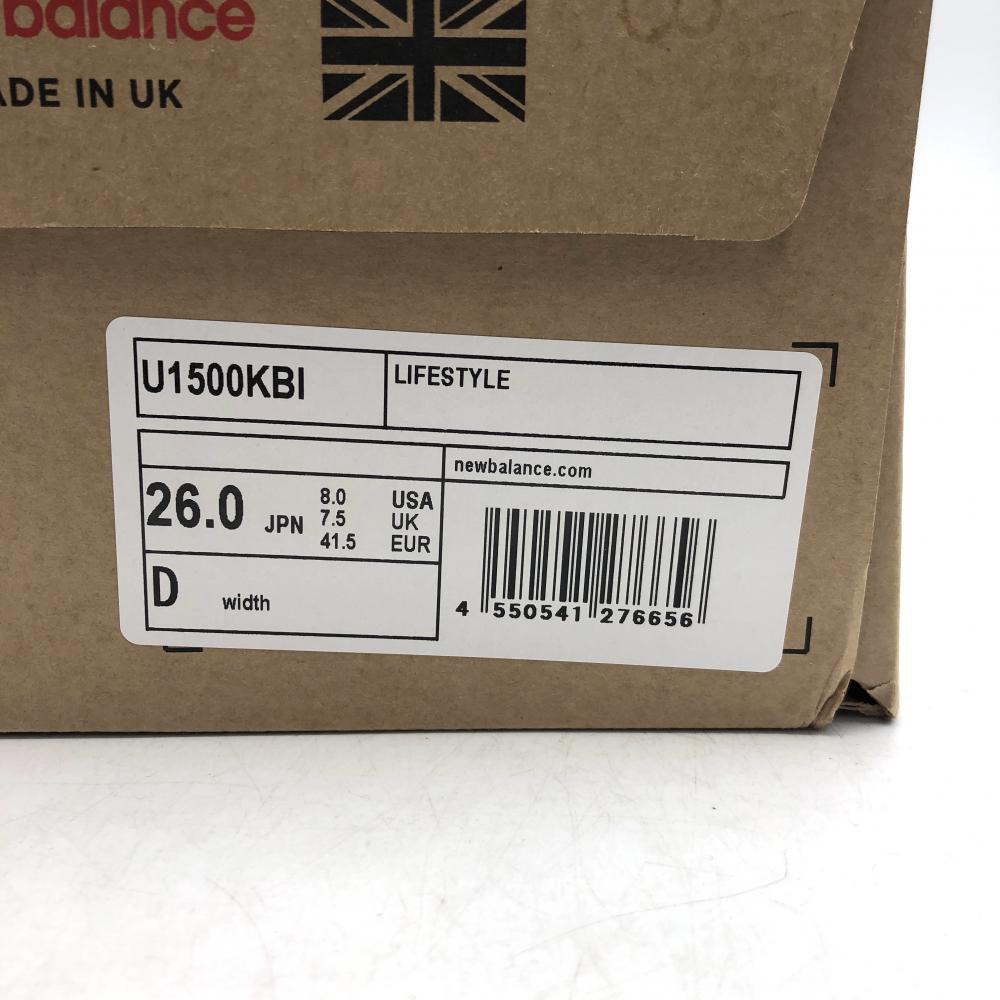 balance
ADE IN UK
U1500KBI
LIFESTYLE
newbalance.com
26.0 JPN
8.0 USA
7.5 UK
41.5 EUR
D width
4 550541 276656